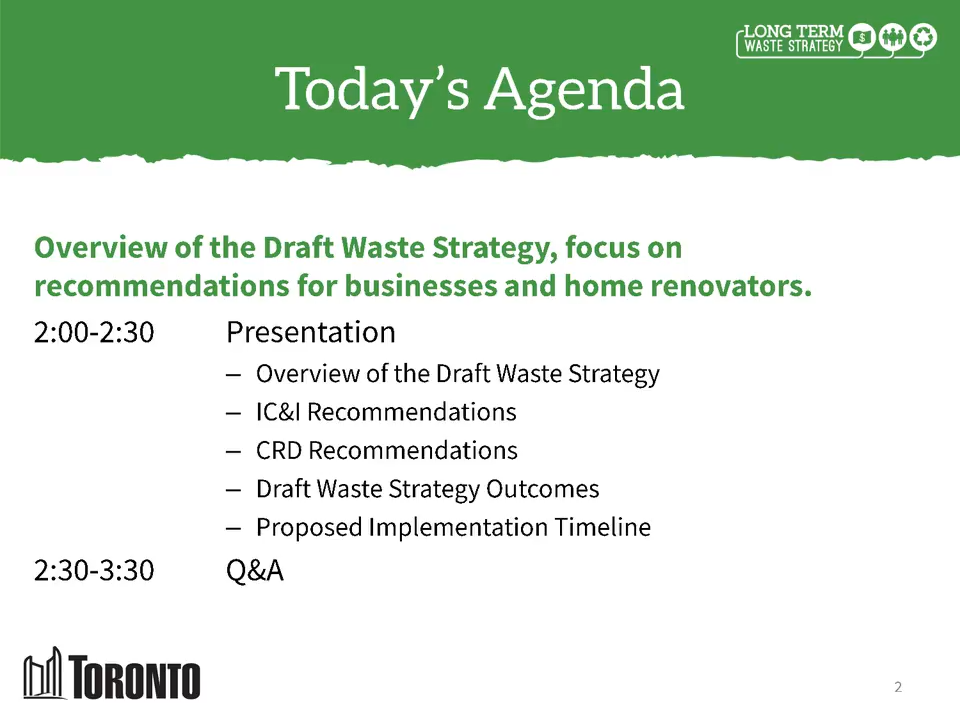 LONG TERM
WASTE STRATEGY
$
Today's Agenda
Overview of the Draft Waste Strategy, focus on
recommendations for businesses and home renovators.
2:00-2:30 Presentation
– Overview of the Draft Waste Strategy
– IC&I Recommendations
– CRD Recommendations
– Draft Waste Strategy Outcomes
– Proposed Implementation Timeline
2:30-3:30 Q&A
TORONTO
2